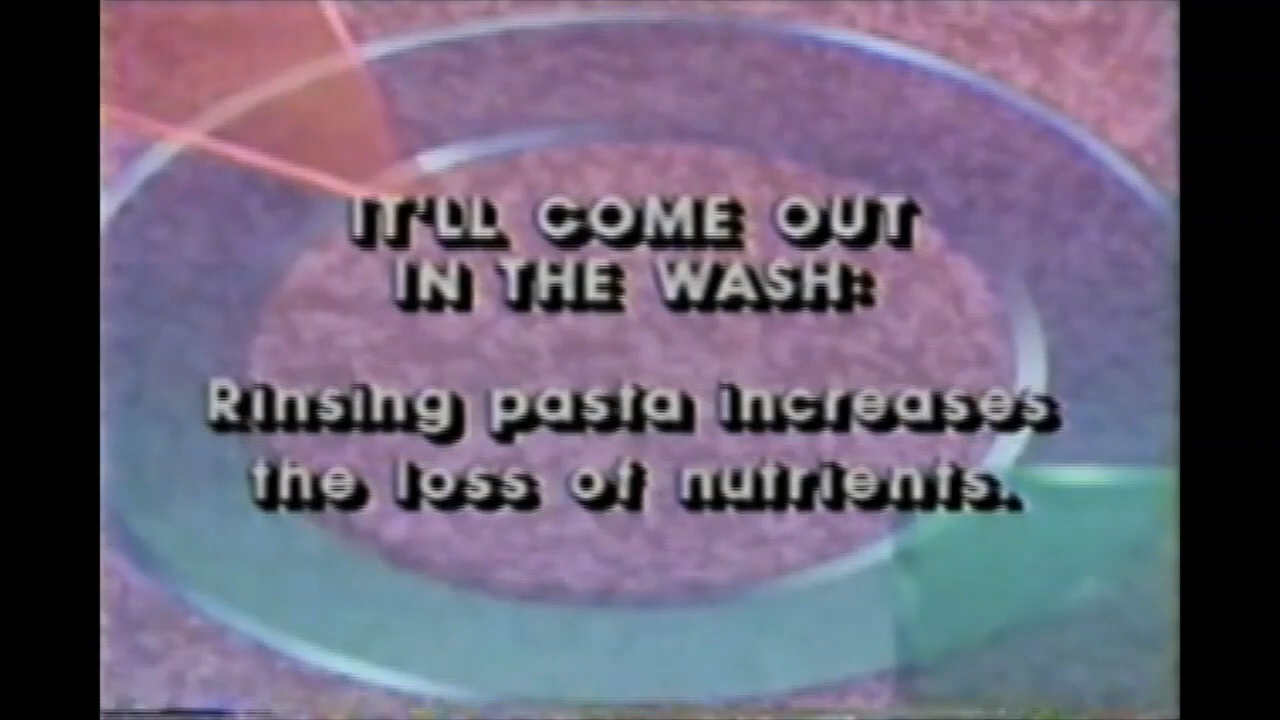 IT'LL COME OUT
IN THE WASH:
Rinsing pasta increases
the loss of nutrients.